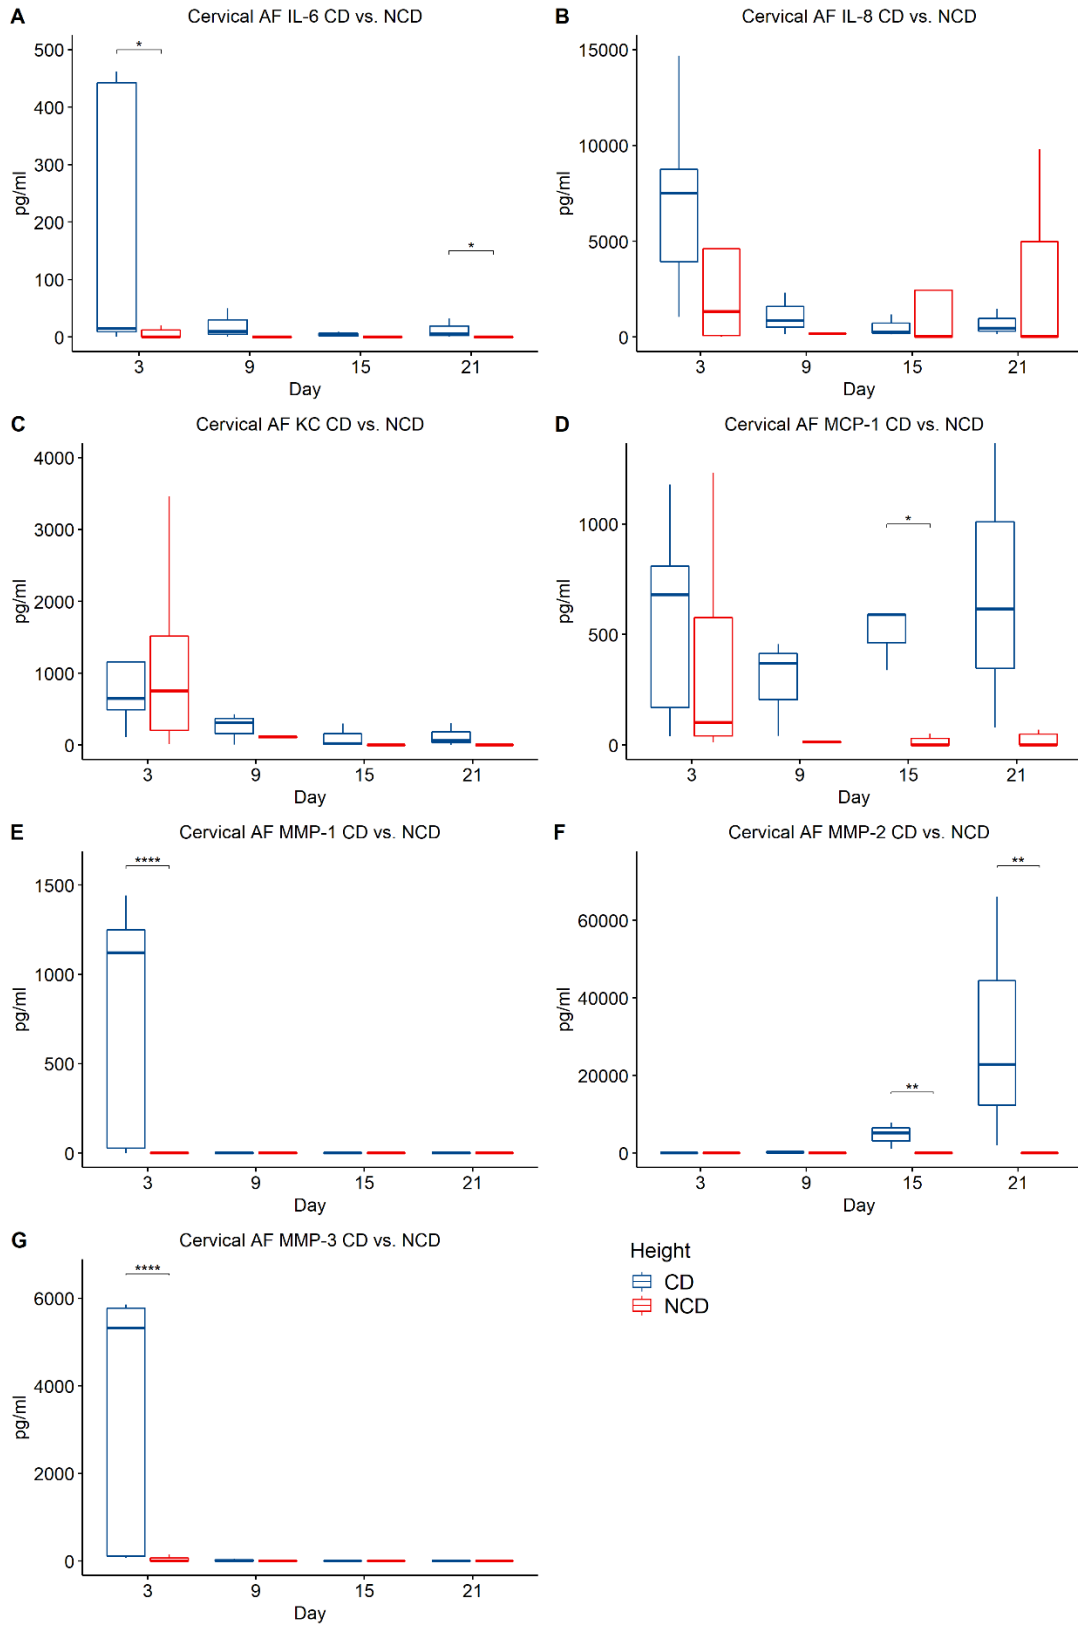 A
Cervical AF IL-6 CD vs. NCD
500
400
300
200
100
0
pg/ml
*
*
3 9 15 21
Day
B
Cervical AF IL-8 CD vs. NCD
15000
10000
5000
0
pg/ml
3 9 15 21
Day
C
Cervical AF KC CD vs. NCD
4000
3000
2000
1000
0
pg/ml
3 9 15 21
Day
D
Cervical AF MCP-1 CD vs. NCD
1000
500
0
pg/ml
*
3 9 15 21
Day
E
Cervical AF MMP-1 CD vs. NCD
1500
1000
500
0
pg/ml
****
3 9 15 21
Day
F
Cervical AF MMP-2 CD vs. NCD
60000
40000
20000
0
pg/ml
**
**
3 9 15 21
Day
G
Cervical AF MMP-3 CD vs. NCD
6000
4000
2000
0
pg/ml
****
3 9 15 21
Day
Height
CD
NCD